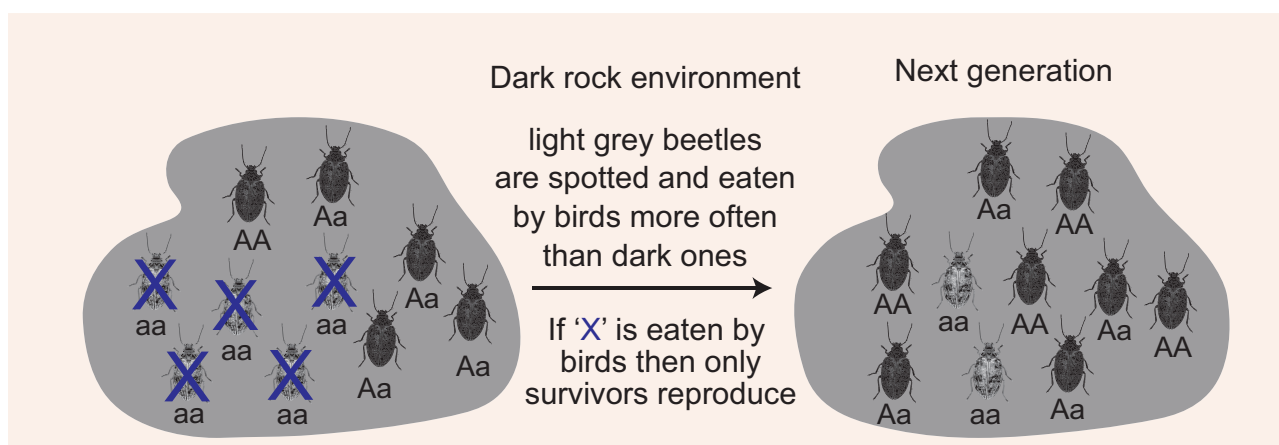 Dark rock environment
Next generation
light grey beetles
are spotted and eaten
by birds more often
than dark ones
If ‘X’ is eaten by
birds then only
survivors reproduce
AA
Aa
Aa
aa
aa
aa
Aa
Aa
aa
aa
X
X
X
X
X
Aa
AA
AA
aa
AA
Aa
AA
Aa
aa
Aa